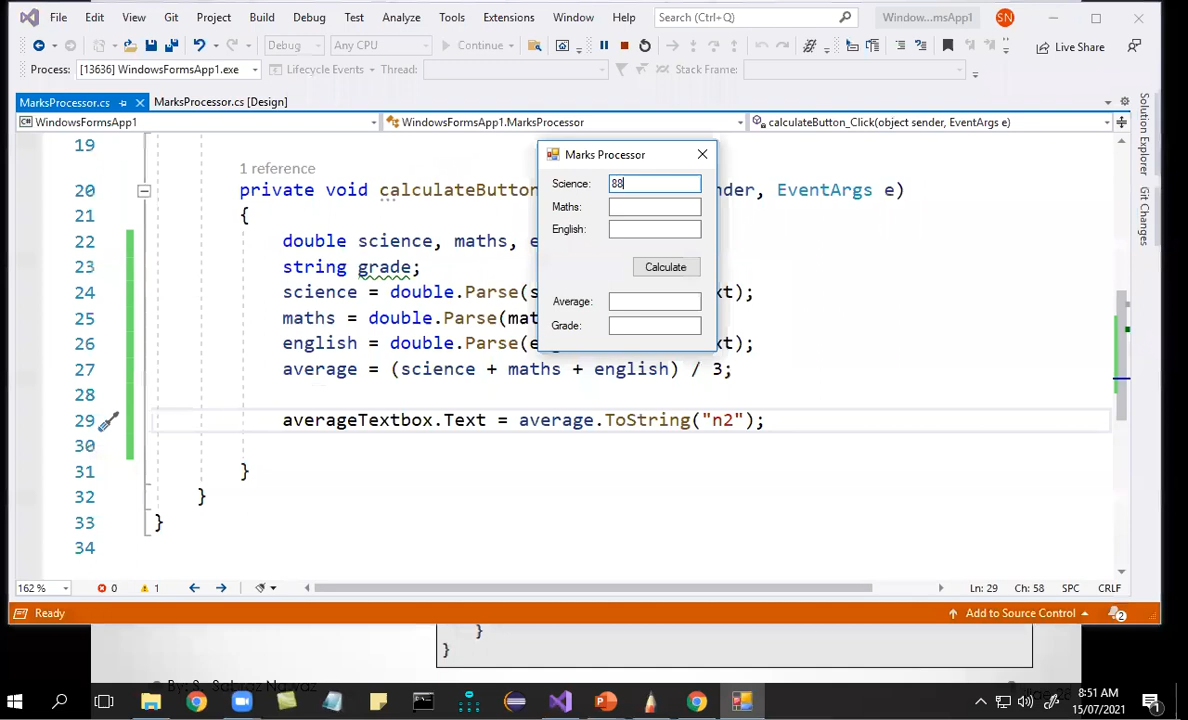 File Edit View Git Project Build Debug Test Analyze Tools Extensions Window Help Search (Ctrl+Q) Window...msApp1 SN
Debug Any CPU Continue Live Share
Process: [13636] WindowsFormsApp1.exe Lifecycle Events Thread: Stack Frame:
MarksProcessor.cs MarksProcessor.cs [Design]
WindowsFormsApp1 WindowsFormsApp1.MarksProcessor calculateButton_Click(object sender, EventArgs e)
Solution Explorer
Git Changes
19
1 reference
20 private void calculateButton nder, EventArgs e)
21 {
22 double science, maths, e
23 string grade;
24 science = double.Parse(s xt);
25 maths = double.Parse(mat
26 english = double.Parse(e xt);
27 average = (science + maths + english) / 3;
28
29 averageTextbox.Text = average.ToString("n2");
30
31 }
32 }
33 }
34
Marks Processor
Science: 88
Maths:
English:
Calculate
Average:
Grade:
162 % 0 1 Ln: 29 Ch: 58 SPC CRLF
Ready Add to Source Control 2
}
}
By: S. Sabraz Nawaz
8:51 AM
15/07/2021 1